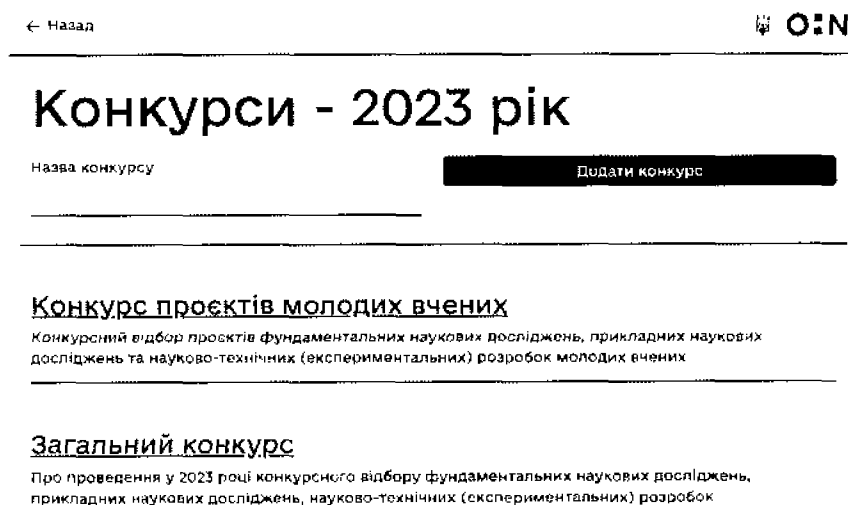 ← Назад
О:N
Конкурси - 2023 рік
Назва конкурсу
Додати конкурс
Конкурс проєктів молодих вчених
Конкурсний відбор проєктів фундаментальних наукових досліджень, прикладних наукових
досліджень та науково-технічних (експериментальних) розробок молодих вчених
Загальний конкурс
Про проведення у 2023 році конкурсного відбору фундаментальних наукових досліджень,
прикладних наукових досліджень, науково-технічних (експериментальних) розробок